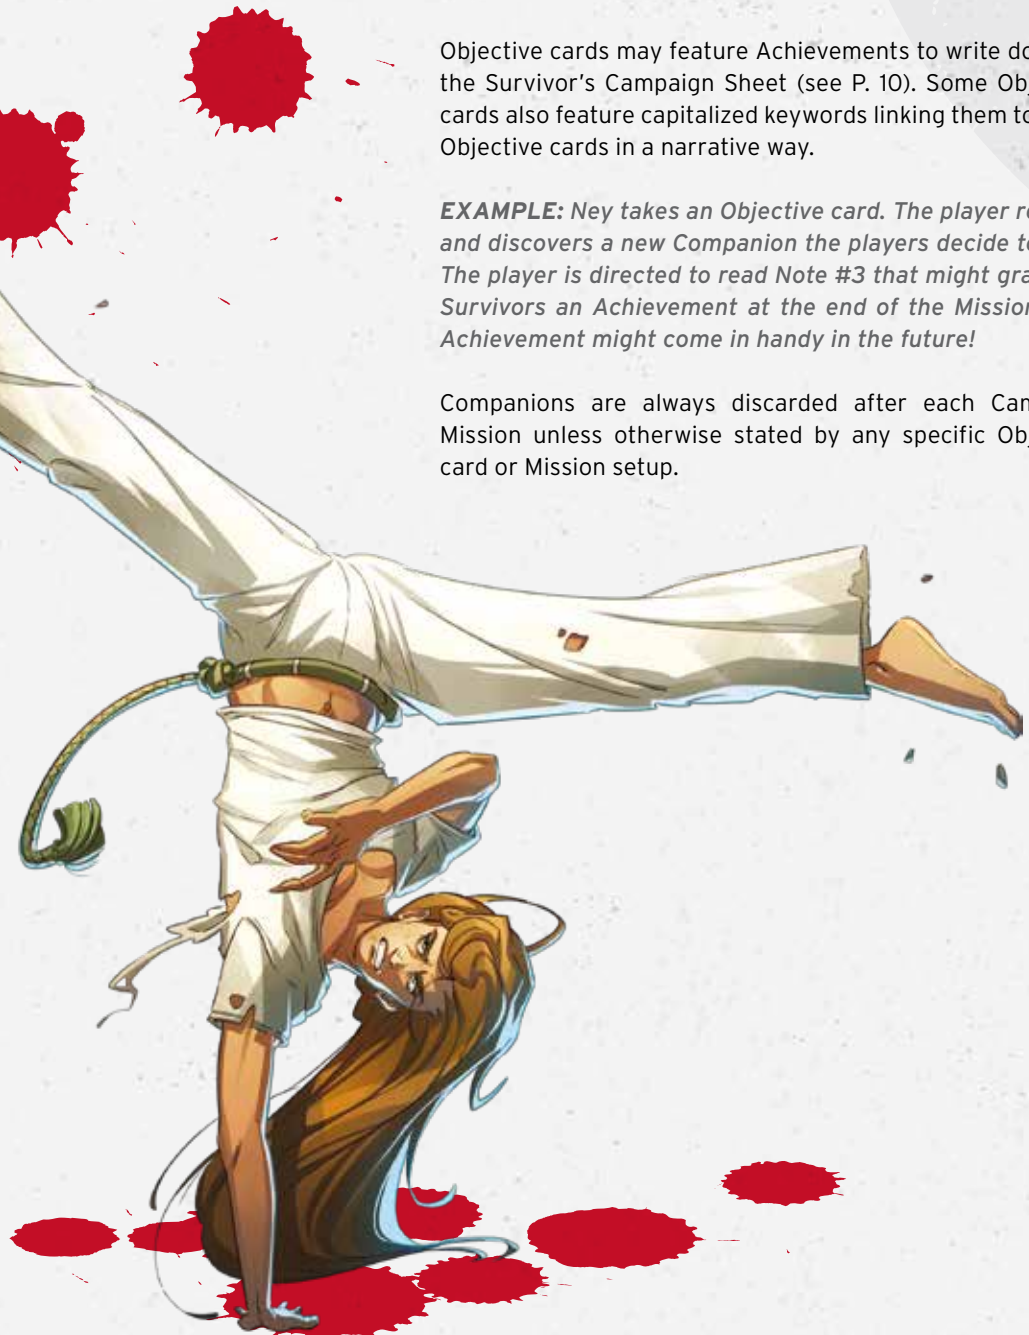 Objective cards may feature Achievements to write do
the Survivor's Campaign Sheet (see P. 10). Some Obj
cards also feature capitalized keywords linking them to
Objective cards in a narrative way.
EXAMPLE: Ney takes an Objective card. The player re
and discovers a new Companion the players decide to
The player is directed to read Note #3 that might gra
Survivors an Achievement at the end of the Mission
Achievement might come in handy in the future!
Companions are always discarded after each Cam
Mission unless otherwise stated by any specific Obj
card or Mission setup.